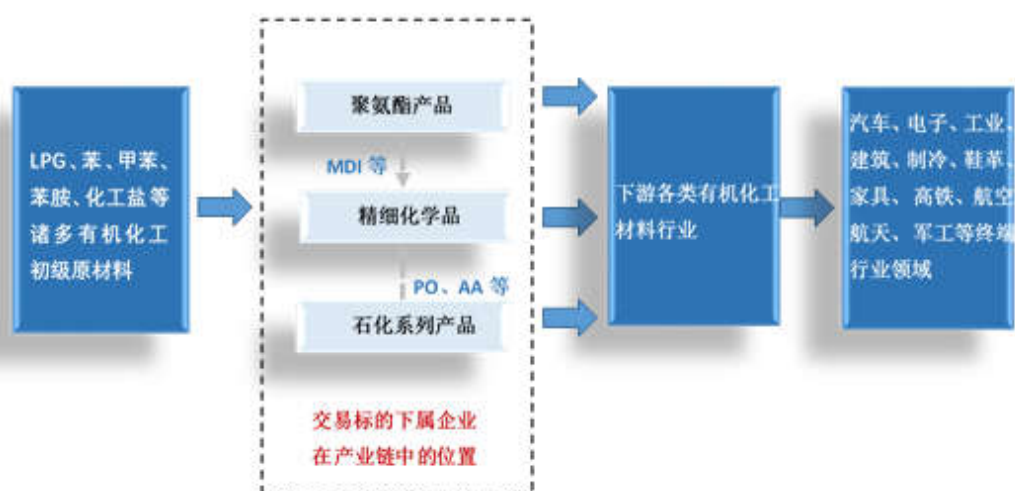 LPG、苯、甲苯、
苯胺、化工盐等
诸多有机化工
初级原材料
聚氨酯产品
MDI 等
精细化学品
PO、AA 等
石化系列产品
交易标的下属企业
在产业链中的位置
下游各类有机化工
材料行业
汽车、电子、工业、
建筑、制冷、鞋革、
家具、高铁、航空
航天、军工等终端
行业领域